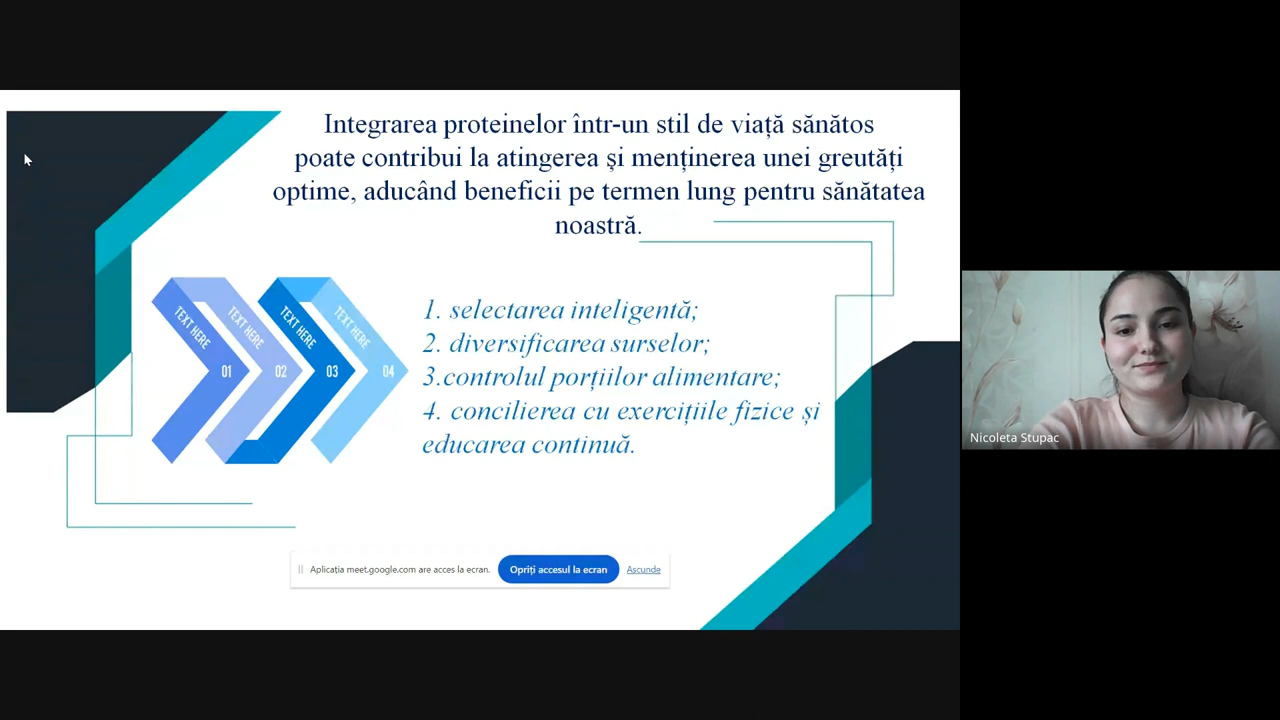 Integrarea proteinelor într-un stil de viață sănătos
poate contribui la atingerea și menținerea unei greutăți
optime, aducând beneficii pe termen lung pentru sănătatea
noastră.
TEXT HERE
TEXT HERE
TEXT HERE
TEXT HERE
01
02
03
04
1. selectarea inteligentă;
2. diversificarea surselor;
3.controlul porțiilor alimentare;
4. concilierea cu exercițiile fizice și
educarea continuă.
Aplicația meet.google.com are acces la ecran.
Opriți accesul la ecran
Ascunde
Nicoleta Stupac